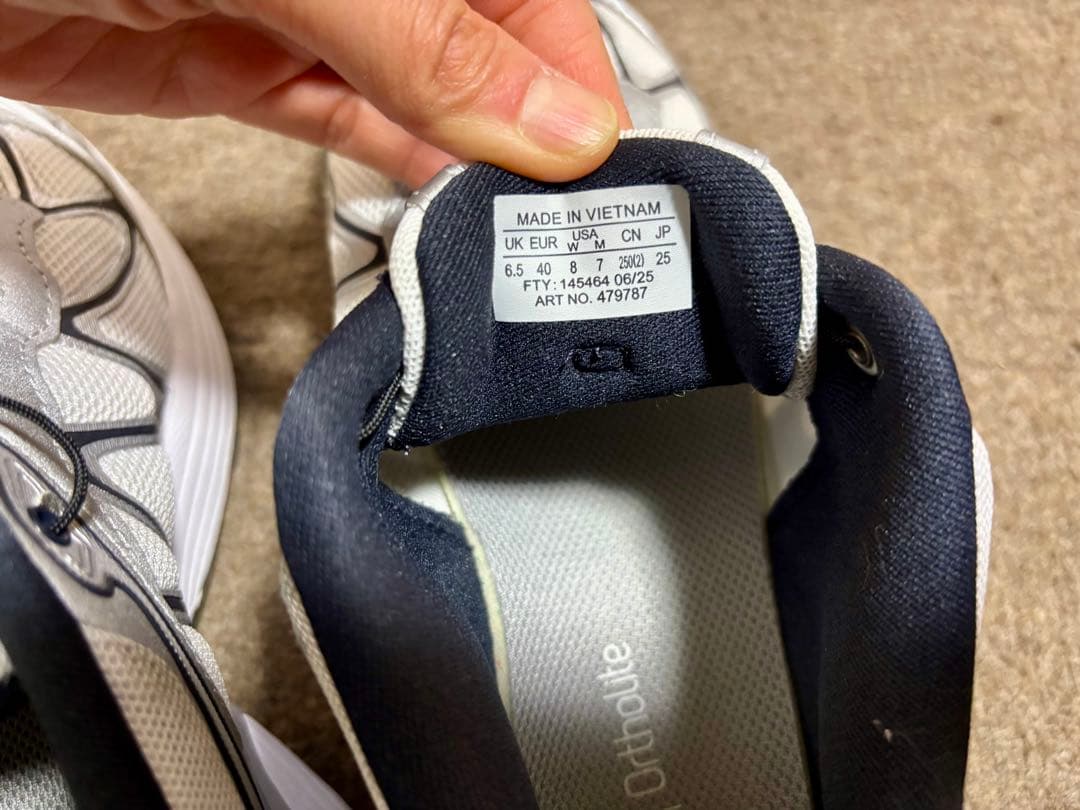 MADE IN VIETNAM
UK EUR USA W M CN JP
6.5 40 8 7 250(2) 25
FTY: 145464 06/25
ART NO. 479787
Ortholite